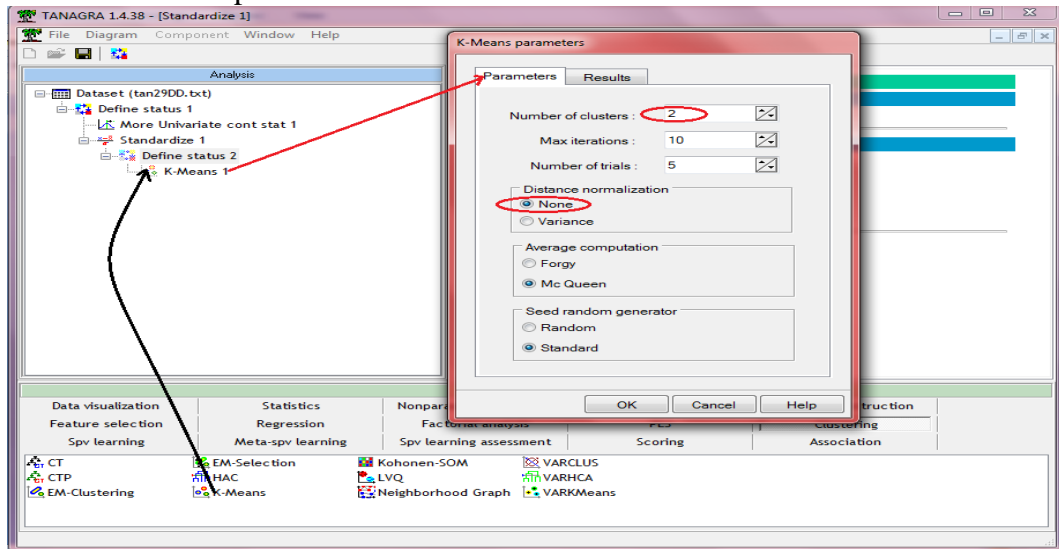 TANAGRA 1.4.38 - [Standardize 1]
File Diagram Component Window Help
Analysis
Dataset (tan29DD.txt)
Define status 1
More Univariate cont stat 1
Standardize 1
Define status 2
K-Means 1
K-Means parameters
Parameters Results
Number of clusters : 2
Max iterations : 10
Number of trials : 5
Distance normalization
None
Variance
Average computation
Forgy
Mc Queen
Seed random generator
Random
Standard
OK Cancel Help
Data visualization Statistics Nonpara truction
Feature selection Regression Factorial analysis PLS Clustering
Spv learning Meta-spv learning Spv learning assessment Scoring Association
CT EM-Selection Kohonen-SOM VARCLUS
CTP HAC LVQ VARHCA
EM-Clustering K-Means Neighborhood Graph VARKMeans